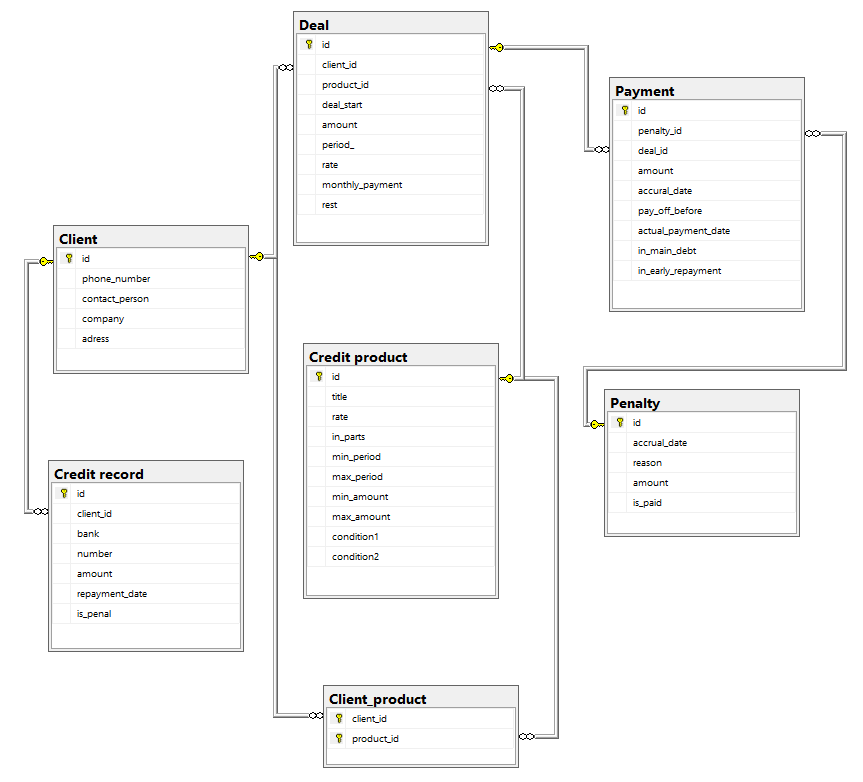 Deal
id
client_id
product_id
deal_start
amount
period_
rate
monthly_payment
rest
Payment
id
penalty_id
deal_id
amount
accural_date
pay_off_before
actual_payment_date
in_main_debt
in_early_repayment
Client
id
phone_number
contact_person
company
adress
Credit product
id
title
rate
in_parts
min_period
max_period
min_amount
max_amount
condition1
condition2
Penalty
id
accrual_date
reason
amount
is_paid
Credit record
id
client_id
bank
number
amount
repayment_date
is_penal
Client_product
client_id
product_id